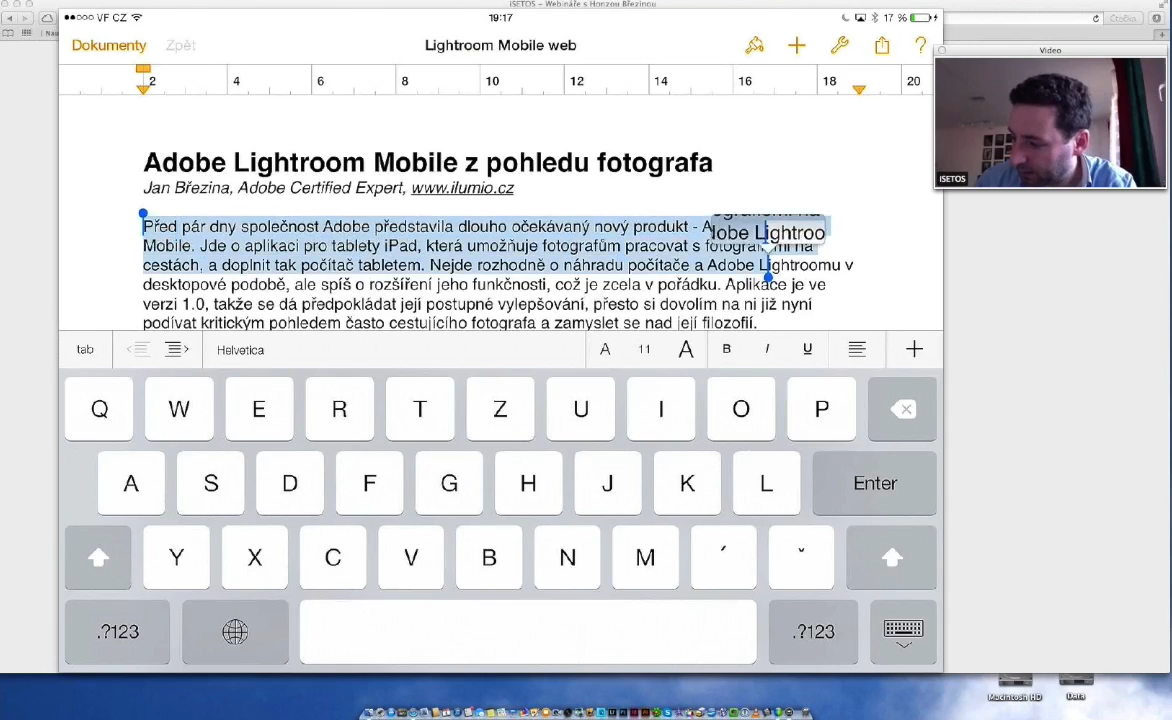 iSETOS – Webináře s Honzou Březinou
VF CZ
19:17
17 %
Dokumenty
Zpět
Lightroom Mobile web
?
Video
2 4 6 8 10 12 14 16 18 20
iSETOS
Adobe Lightroom Mobile z pohledu fotografa
Jan Březina, Adobe Certified Expert, www.ilumio.cz
Před pár dny společnost Adobe představila dlouho očekávaný nový produkt - A
Mobile. Jde o aplikaci pro tablety iPad, která umožňuje fotografům pracovat s fotografiemi na
cestách, a doplnit tak počítač tabletem. Nejde rozhodně o náhradu počítače a Adobe Lightroomu v
desktopové podobě, ale spíš o rozšíření jeho funkčnosti, což je zcela v pořádku. Aplikace je ve
verzi 1.0, takže se dá předpokládat její postupné vylepšování, přesto si dovolím na ni již nyní
podívat kritickým pohledem často cestujícího fotografa a zamyslet se nad její filozofií.
dobe Lightroo
tab
Helvetica
A 11 A B I U
Q W E R T Z U I O P
A S D F G H J K L Enter
Y X C V B N M ´ ˇ
.?123 .?123
Macintosh HD
Data